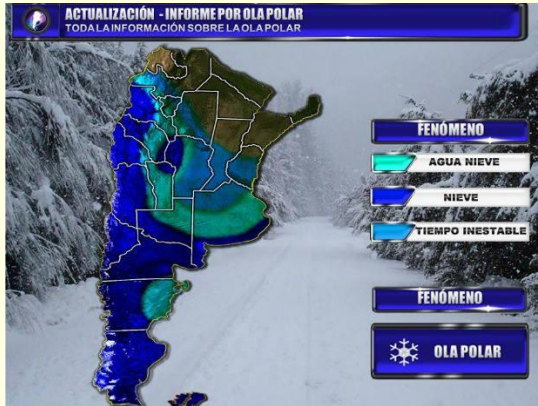 ACTUALIZACIÓN - INFORME POR OLA POLAR
TODA LA INFORMACIÓN SOBRE LA OLA POLAR
FENÓMENO
AGUA NIEVE
NIEVE
TIEMPO INESTABLE
FENÓMENO
OLA POLAR